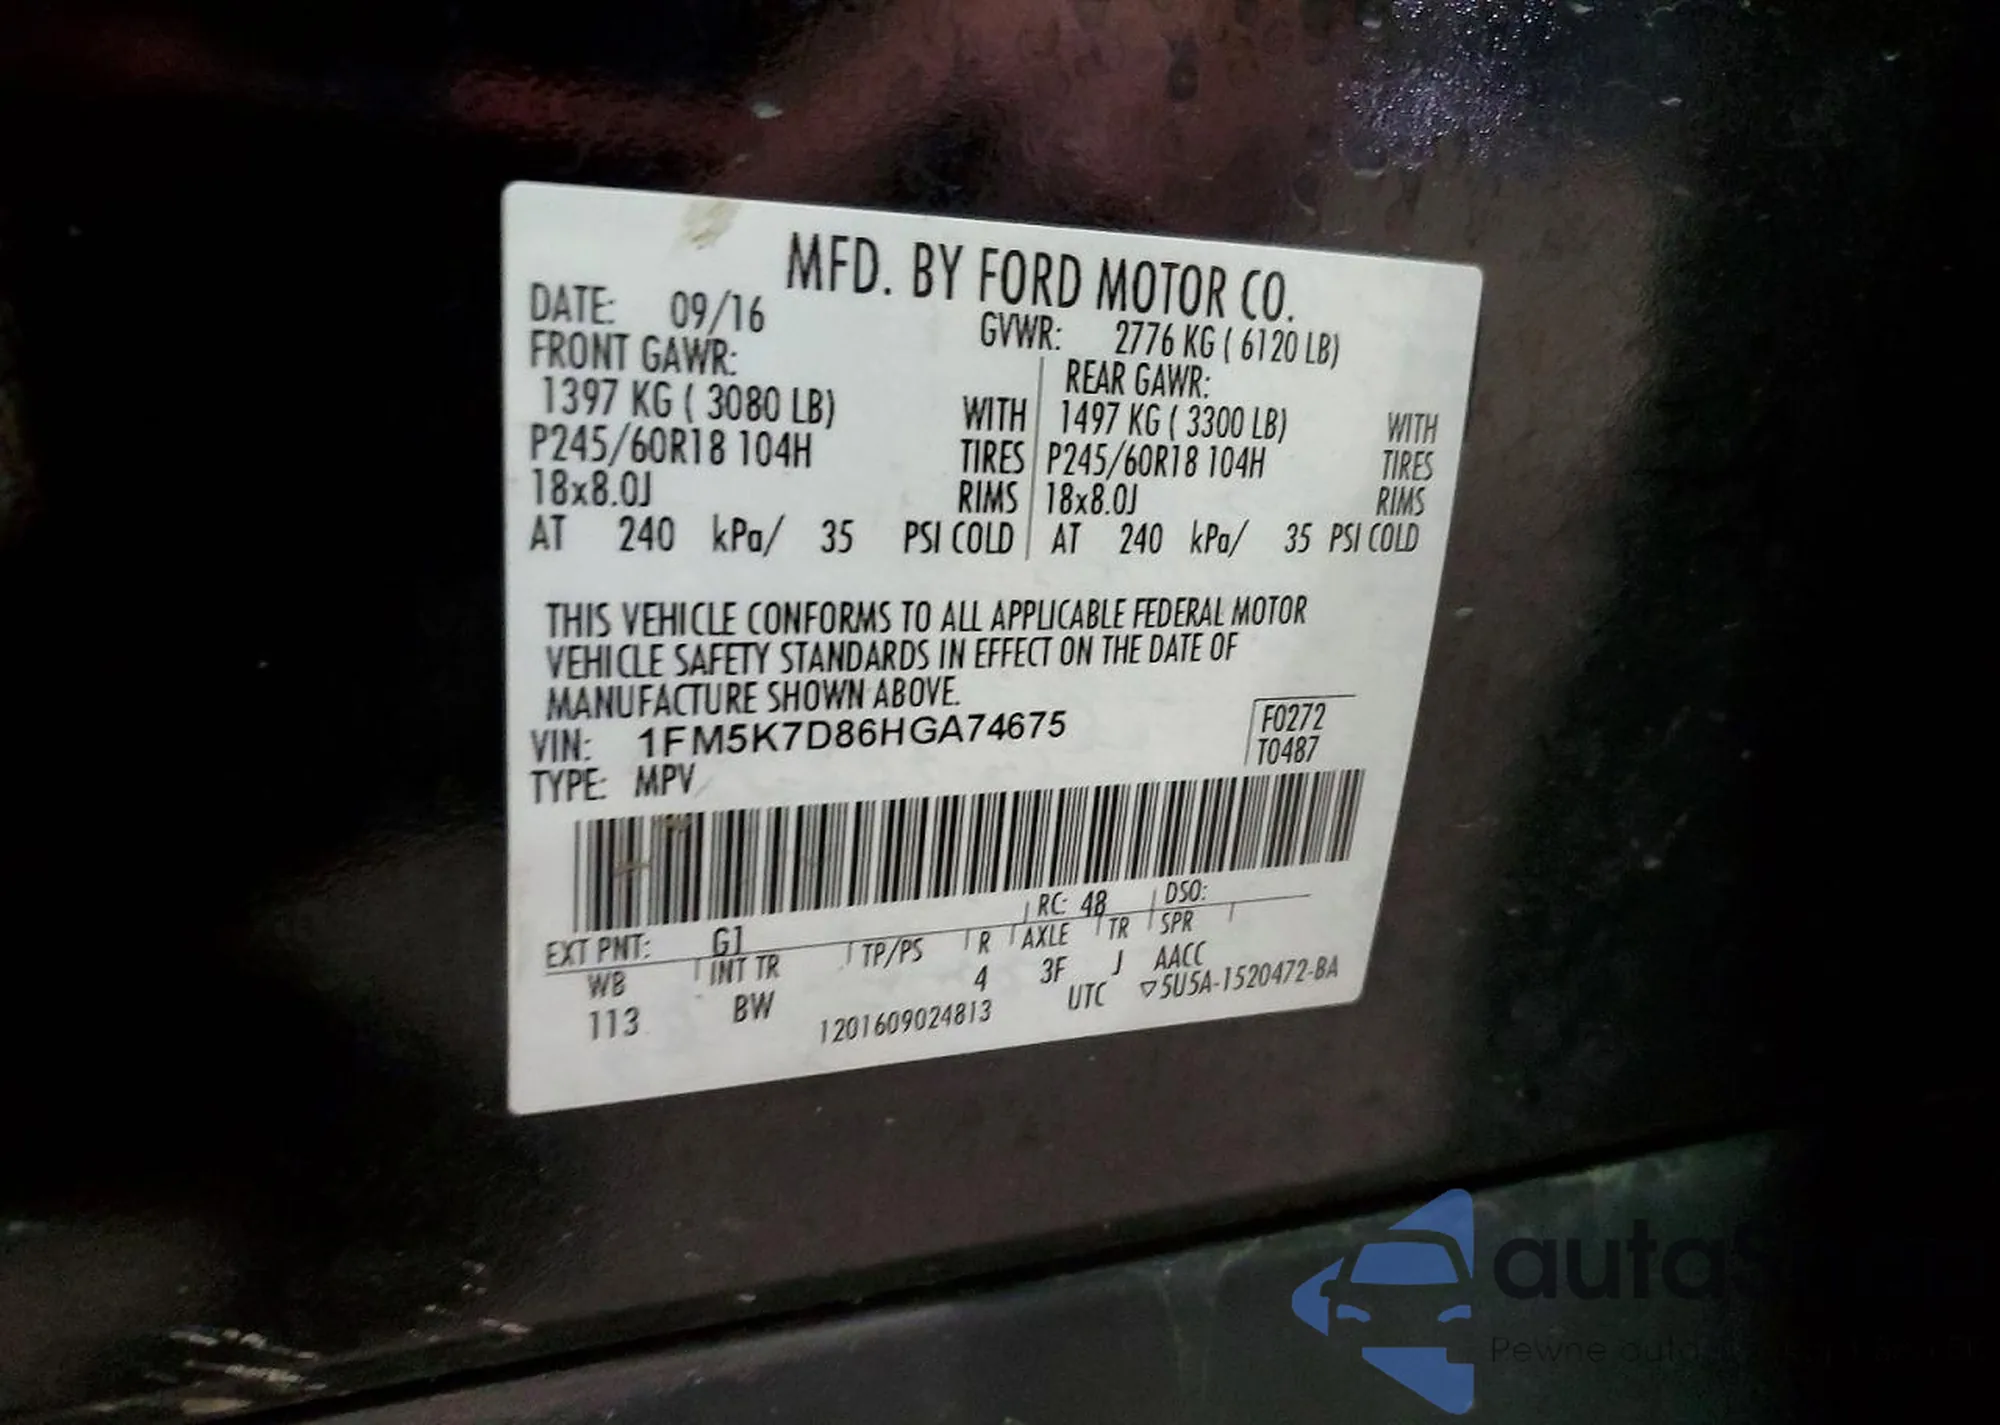 MFD. BY FORD MOTOR CO.
DATE: 09/16 GVWR: 2776 KG ( 6120 LB)
FRONT GAWR: REAR GAWR:
1397 KG ( 3080 LB) WITH 1497 KG ( 3300 LB) WITH
P245/60R18 104H TIRES P245/60R18 104H TIRES
18x8.0J RIMS 18x8.0J RIMS
AT 240 kPa/ 35 PSI COLD AT 240 kPa/ 35 PSI COLD
THIS VEHICLE CONFORMS TO ALL APPLICABLE FEDERAL MOTOR
VEHICLE SAFETY STANDARDS IN EFFECT ON THE DATE OF
MANUFACTURE SHOWN ABOVE.
VIN: 1FM5K7D86HGA74675 F0272
TYPE: MPV T0487
EXT PNT: G1 RC: 48 DSO:
WB INT TR TP/PS R AXLE TR SPR
113 BW 4 3F J AACC
1201609024813 UTC ▽5U5A-1520472-BA
Pewne auta